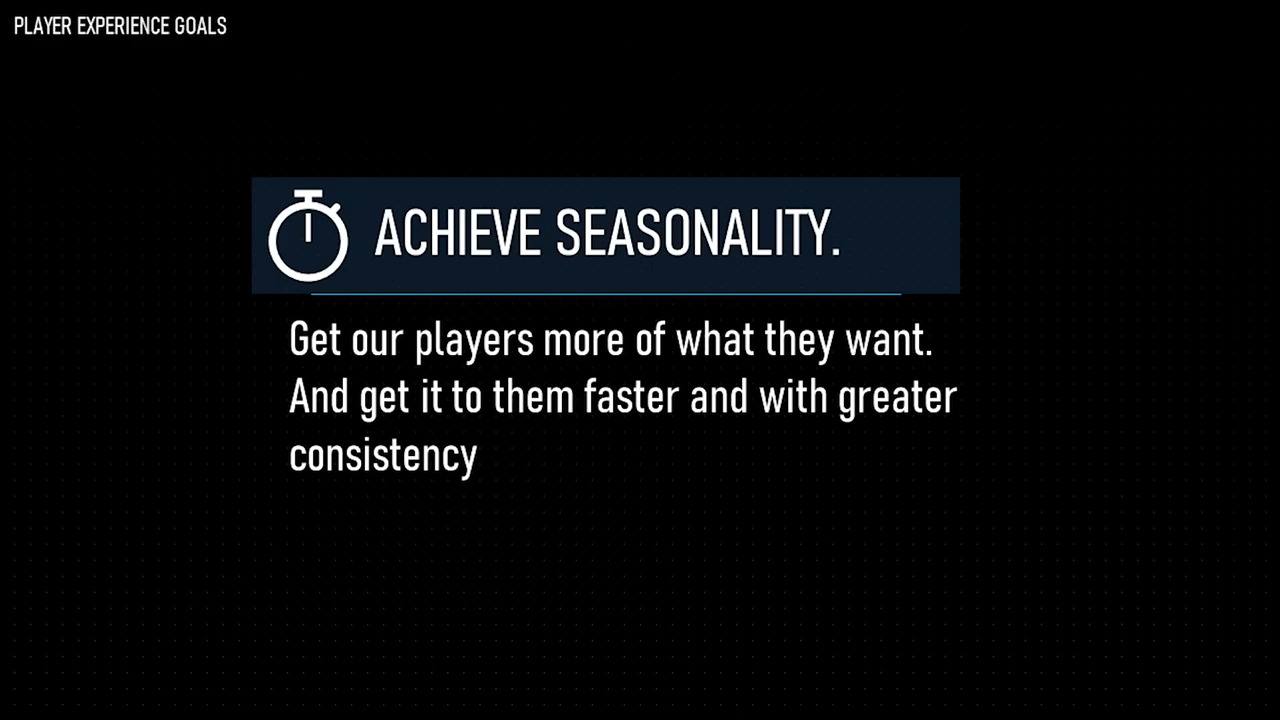 PLAYER EXPERIENCE GOALS
ACHIEVE SEASONALITY.
Get our players more of what they want.
And get it to them faster and with greater
consistency